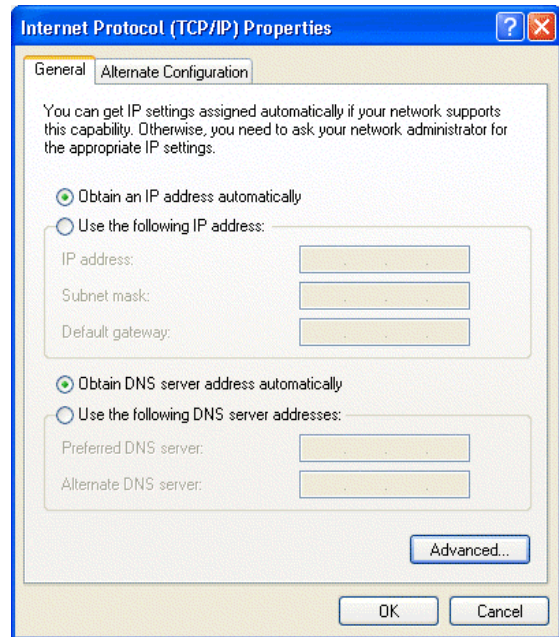 Internet Protocol (TCP/IP) Properties
General
Alternate Configuration
You can get IP settings assigned automatically if your network supports
this capability. Otherwise, you need to ask your network administrator for
the appropriate IP settings.
Obtain an IP address automatically
Use the following IP address:
IP address:
Subnet mask:
Default gateway:
Obtain DNS server address automatically
Use the following DNS server addresses:
Preferred DNS server:
Alternate DNS server:
Advanced...
OK
Cancel